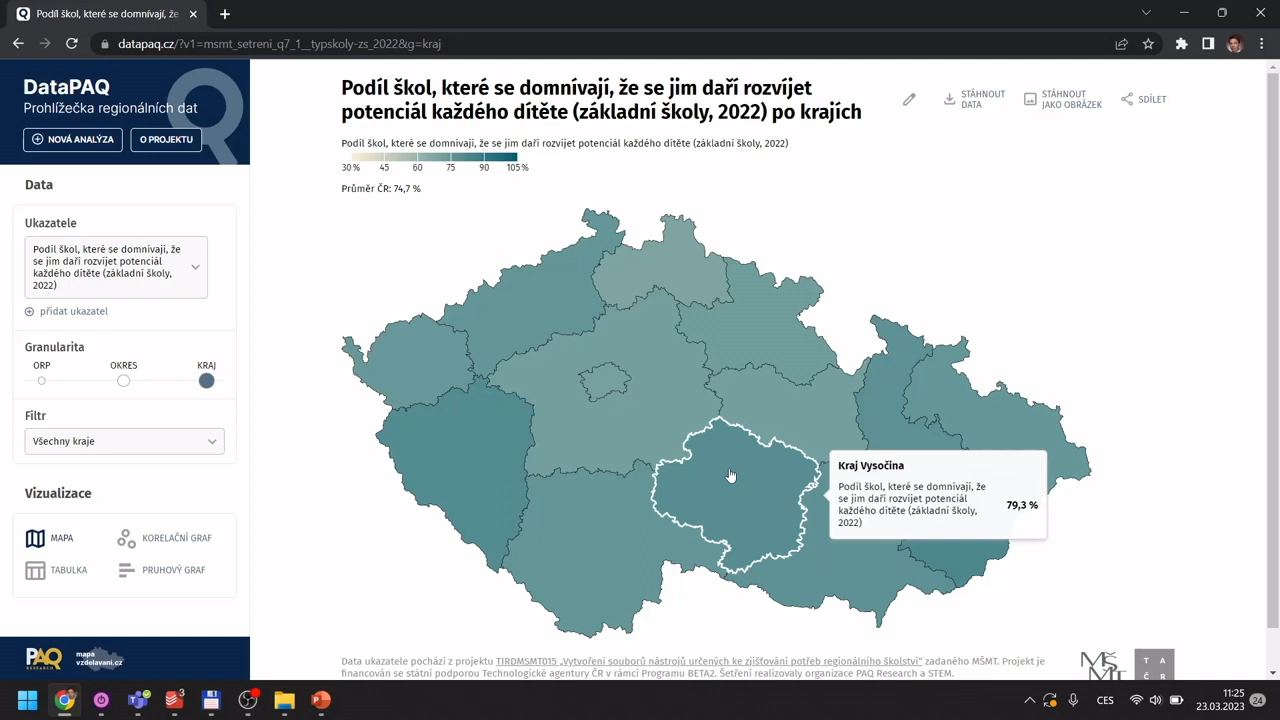 DataPAQ | Podíl škol, které se
datapaq.cz/?v1=msmt_setreni_q7_1__typskoly-zs_2022&g=kraj
DataPAQ
Prohlížečka regionálních dat
NOVÁ ANALÝZA
O PROJEKTU
Data
Ukazatele
Podíl škol, které se domnívají, že
se jim daří rozvíjet potenciál
každého dítěte (základní školy,
2022)
přidat ukazatel
Granularita
ORP
OKRES
KRAJ
Filtr
Všechny kraje
Vizualizace
MAPA
KORELAČNÍ GRAF
TABULKA
PRUHOVÝ GRAF
PAQ
RESEARCH
mapa
vzdelavani.cz
Podíl škol, které se domnívají, že se jim daří rozvíjet
potenciál každého dítěte (základní školy, 2022) po krajích
STÁHNOUT
DATA
STÁHNOUT
JAKO OBRÁZEK
SDÍLET
Podíl škol, které se domnívají, že se jim daří rozvíjet potenciál každého dítěte (základní školy, 2022)
30 % 45 60 75 90 105 %
Průměr ČR: 74,7 %
Kraj Vysočina
Podíl škol, které se domnívají, že
se jim daří rozvíjet potenciál
každého dítěte (základní školy,
2022)
79,3 %
Data ukazatele pochází z projektu TIRDMSMT015 „Vytvoření souborů nástrojů určených ke zjišťování potřeb regionálního školství" zadaného MŠMT. Projekt je
financován se státní podporou Technologické agentury ČR v rámci Programu BETA2. Šetření realizovaly organizace PAQ Research a STEM.
T A
Č R
CES
11:25
23.03.2023
24